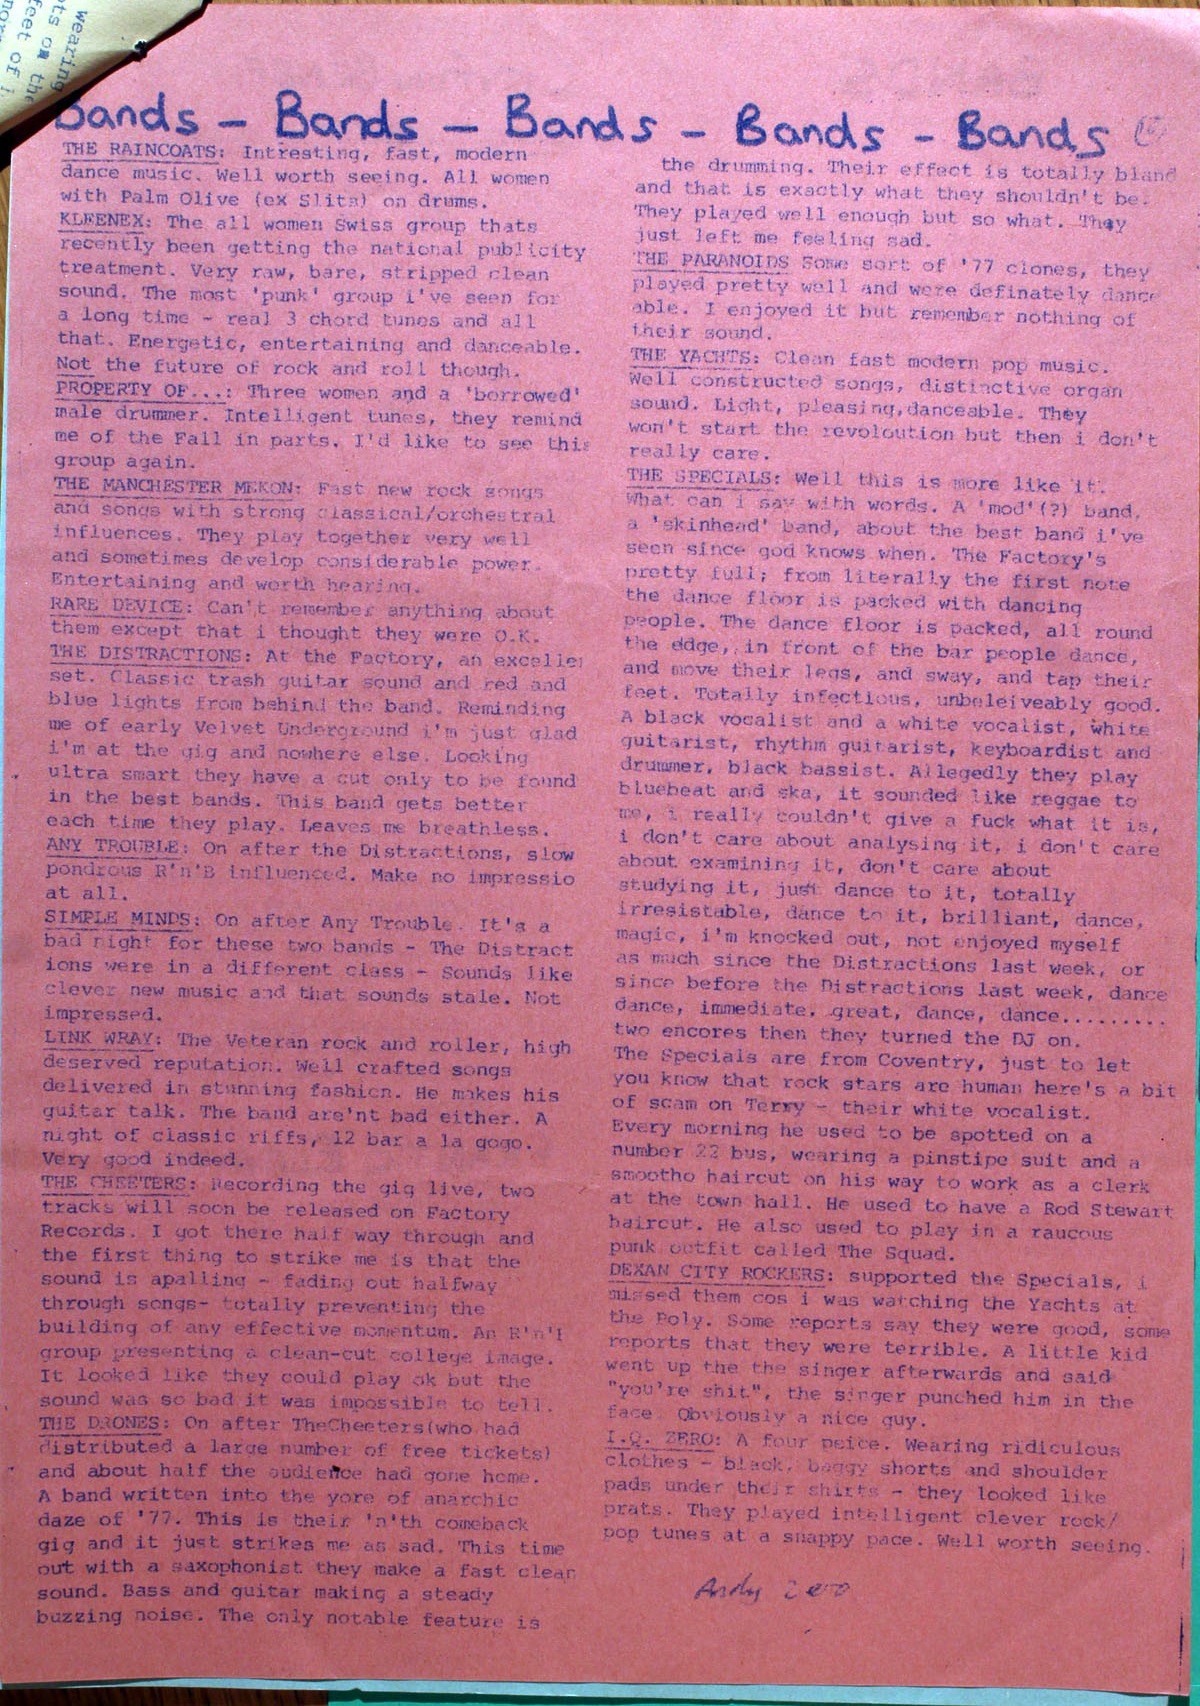 wearing
ts on the
feet of
Bands - Bands - Bands - Bands - Bands
THE RAINCOATS: Intresting, fast, modern
dance music. Well worth seeing. All women
with Palm Olive (ex Slits) on drums.
KLEENEX: The all women Swiss group thats
recently been getting the national publicity
treatment. Very raw, bare, stripped clean
sound. The most 'punk' group i've seen for
a long time - real 3 chord tunes and all
that. Energetic, entertaining and danceable.
Not the future of rock and roll though.
PROPERTY OF...: Three women and a 'borrowed'
male drummer. Intelligent tunes, they remind
me of the Fall in parts. I'd like to see this
group again.
THE MANCHESTER MEKON: Fast new rock songs
and songs with strong classical/orchestral
influences. They play together very well
and sometimes develop considerable power.
Entertaining and worth hearing.
RARE DEVICE: Can't remember anything about
them except that i thought they were O.K.
THE DISTRACTIONS: At the Factory, an excelle
set. Classic trash guitar sound and red and
blue lights from behind the band. Reminding
me of early Velvet Underground i'm just glad
i'm at the gig and nowhere else. Looking
ultra smart they have a cut only to be found
in the best bands. This band gets better
each time they play. Leaves me breathless.
ANY TROUBLE: On after the Distractions, slow
pondrous R'n'B influenced. Make no impressio
at all.
SIMPLE MINDS: On after Any Trouble. It's a
bad night for these two bands - The Distract
ions were in a different class - Sounds like
clever new music and that sounds stale. Not
impressed.
LINK WRAY: The Veteran rock and roller, high
deserved reputation. Well crafted songs
delivered in stunning fashion. He makes his
guitar talk. The band are'nt bad either. A
night of classic riffs, 12 bar a la gogo.
Very good indeed.
THE CHEETERS: Recording the gig live, two
tracks will soon be released on Factory
Records. I got there half way through and
the first thing to strike me is that the
sound is apalling - fading out halfway
through songs- totally preventing the
building of any effective momentum. An R'n'
group presenting a clean-cut college image.
It looked like they could play ok but the
sound was so bad it was impossible to tell.
THE DRONES: On after TheCheeters(who had
distributed a large number of free tickets)
and about half the audience had gone home.
A band written into the yore of anarchic
daze of '77. This is their 'n'th comeback
gig and it just strikes me as sad. This time
out with a saxophonist they make a fast clean
sound. Bass and guitar making a steady
buzzing noise. The only notable feature is
the drumming. Their effect is totally bland
and that is exactly what they shouldn't be.
They played well enough but so what. They
just left me feeling sad.
THE PARANOIDS Some sort of '77 clones, they
played pretty well and were definately dance
able. I enjoyed it but remember nothing of
their sound.
THE YACHTS: Clean fast modern pop music.
Well constructed songs, distinctive organ
sound. Light, pleasing,danceable. They
won't start the revoloution but then i don't
really care.
THE SPECIALS: Well this is more like it.
What can i say with words. A 'mod'(?) band,
a 'skinhead' band, about the best band i've
seen since god knows when. The Factory's
pretty full; from literally the first note
the dance floor is packed with dancing
people. The dance floor is packed, all round
the edge, in front of the bar people dance,
and move their legs, and sway, and tap their
feet. Totally infectious, unbeleiveably good.
A black vocalist and a white vocalist, white
guitarist, rhythm guitarist, keyboardist and
drummer, black bassist. Allegedly they play
bluebeat and ska, it sounded like reggae to
me, i really couldn't give a fuck what it is,
i don't care about analysing it, i don't care
about examining it, don't care about
studying it, just dance to it, totally
irresistable, dance to it, brilliant, dance,
magic, i'm knocked out, not enjoyed myself
as much since the Distractions last week, or
since before the Distractions last week, dance
dance, immediate, great, dance, dance.........
two encores then they turned the DJ on.
The Specials are from Coventry, just to let
you know that rock stars are human here's a bit
of scam on Terry - their white vocalist.
Every morning he used to be spotted on a
number 22 bus, wearing a pinstipe suit and a
smootho haircut on his way to work as a clerk
at the town hall. He used to have a Rod Stewart
haircut. He also used to play in a raucous
punk outfit called The Squad.
DEXAN CITY ROCKERS: supported the Specials, i
missed them cos i was watching the Yachts at
the Poly. Some reports say they were good, some
reports that they were terrible. A little kid
went up the the singer afterwards and said
"you're shit", the singer punched him in the
face. Obviously a nice guy.
I.Q. ZERO: A four peice. Wearing ridiculous
clothes - black, baggy shorts and shoulder
pads under their shirts - they looked like
prats. They played intelligent clever rock/
pop tunes at a snappy pace. Well worth seeing.
Andy Zero